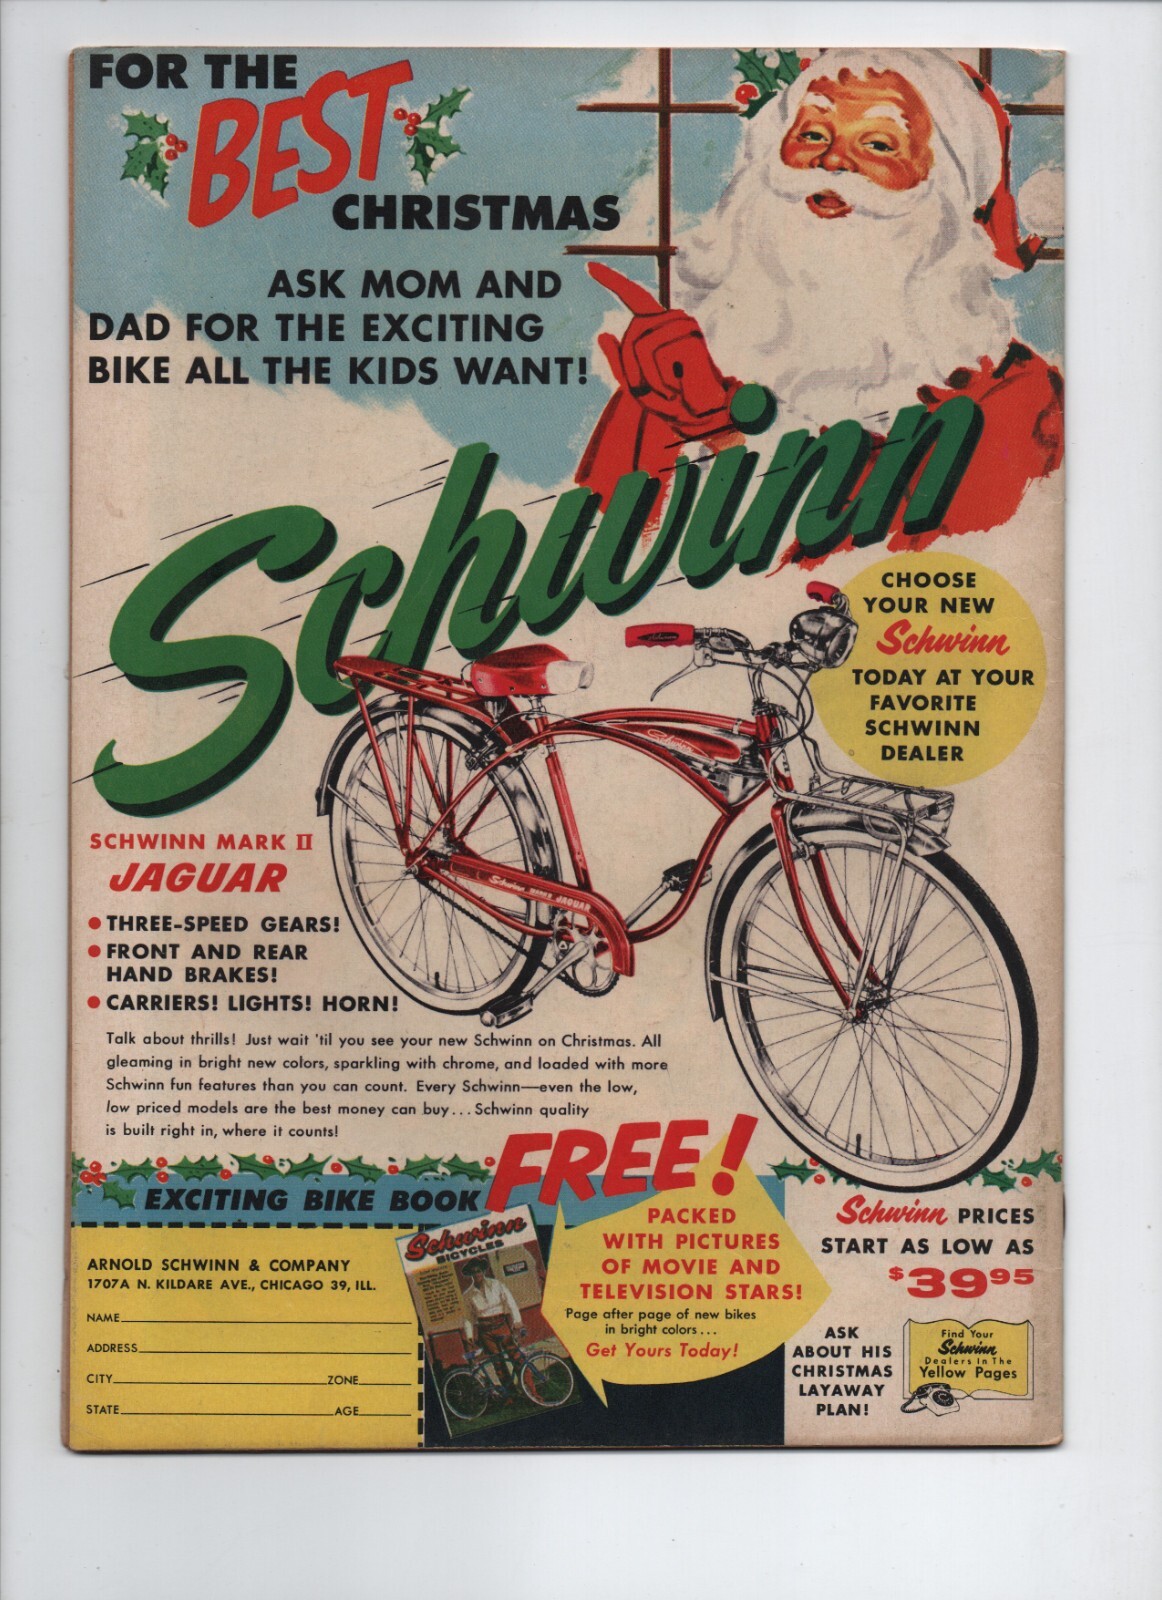 FOR THE
BEST
CHRISTMAS
ASK MOM AND
DAD FOR THE EXCITING
BIKE ALL THE KIDS WANT!
Schwinn
CHOOSE
YOUR NEW
Schwinn
TODAY AT YOUR
FAVORITE
SCHWINN
DEALER
Schwinn
SCHWINN MARK II
JAGUAR
Schwinn MARK II JAGUAR
• THREE-SPEED GEARS!
• FRONT AND REAR
HAND BRAKES!
• CARRIERS! LIGHTS! HORN!
Talk about thrills! Just wait 'til you see your new Schwinn on Christmas. All
gleaming in bright new colors, sparkling with chrome, and loaded with more
Schwinn fun features than you can count. Every Schwinn—even the low,
low priced models are the best money can buy...Schwinn quality
is built right in, where it counts!
EXCITING BIKE BOOK FREE!
ARNOLD SCHWINN & COMPANY
1707A N. KILDARE AVE., CHICAGO 39, ILL.
NAME
ADDRESS
CITY ZONE
STATE AGE
Schwinn
BICYCLES
PACKED
WITH PICTURES
OF MOVIE AND
TELEVISION STARS!
Page after page of new bikes
in bright colors...
Get Yours Today!
Schwinn PRICES
START AS LOW AS
$39.95
ASK
ABOUT HIS
CHRISTMAS
LAYAWAY
PLAN!
Find Your
Schwinn
Dealers In The
Yellow Pages